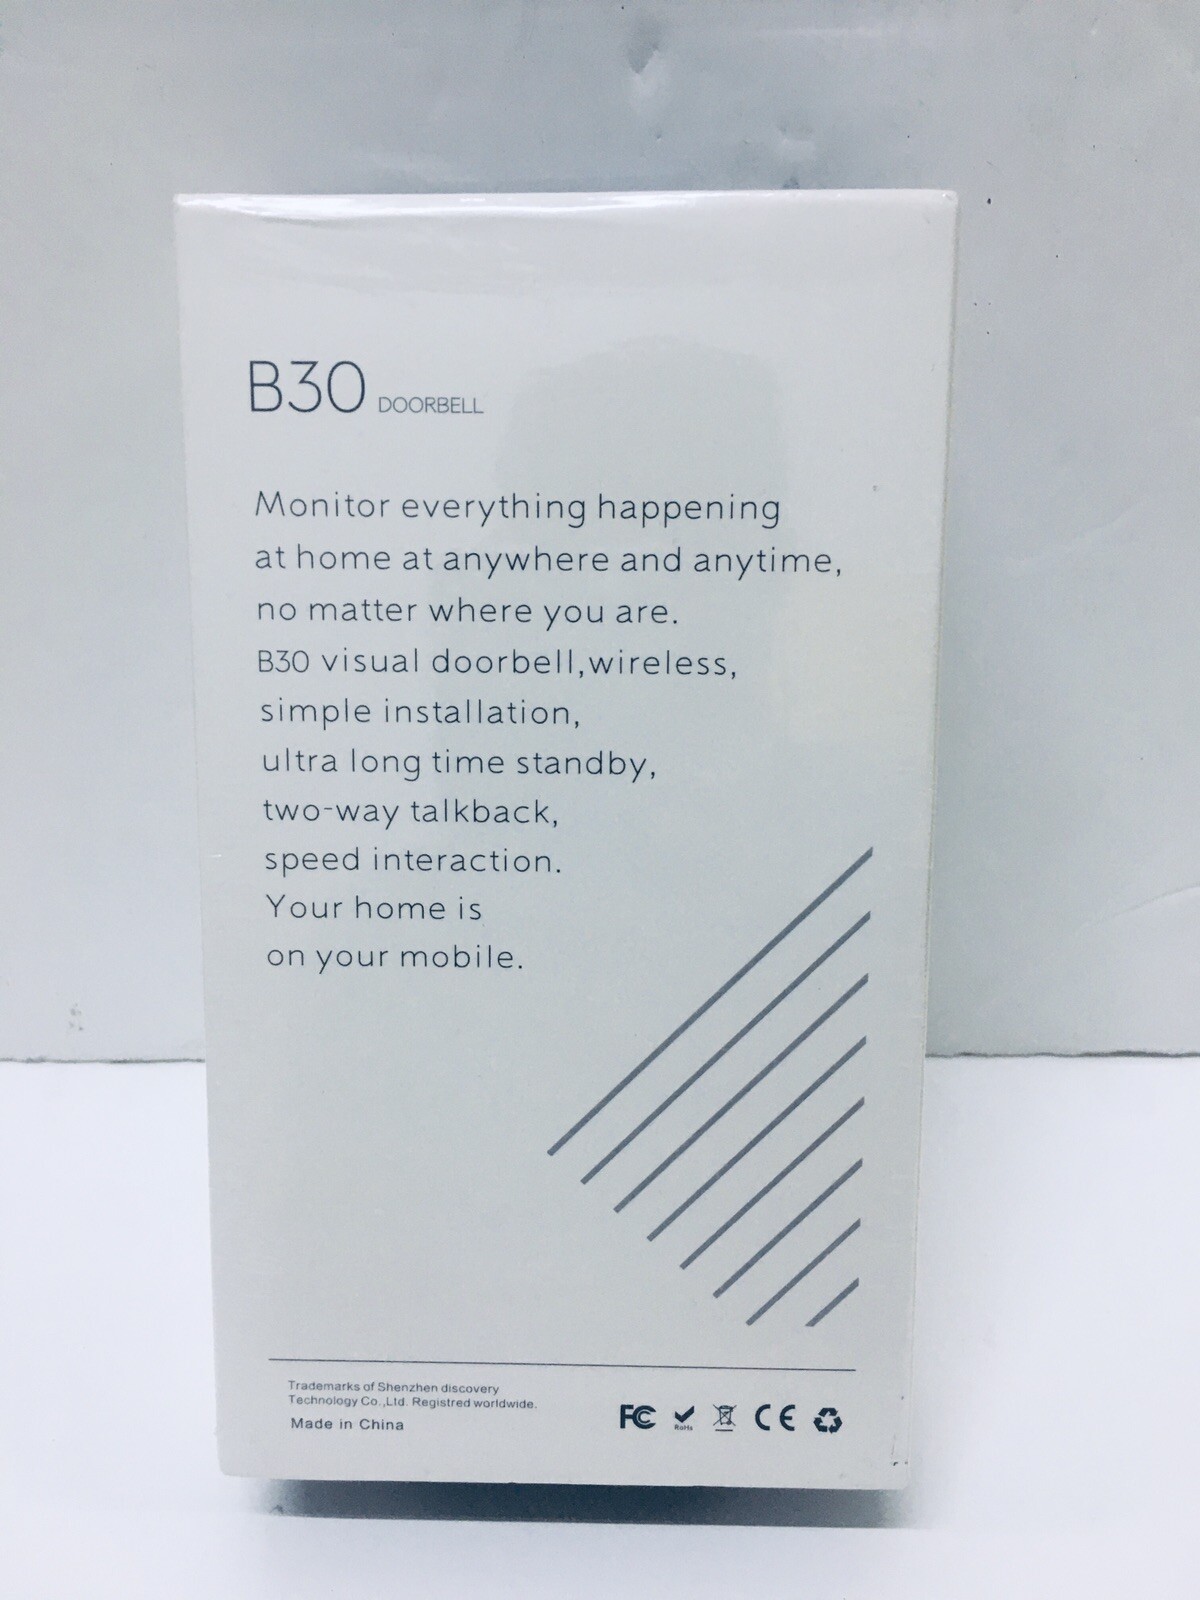 B30 DOORBELL
Monitor everything happening
at home at anywhere and anytime,
no matter where you are.
B30 visual doorbell,wireless,
simple installation,
ultra long time standby,
two-way talkback,
speed interaction.
Your home is
on your mobile.
Trademarks of Shenzhen discovery
Technology Co.,Ltd. Registred worldwide.
Made in China
FC RoHs CE